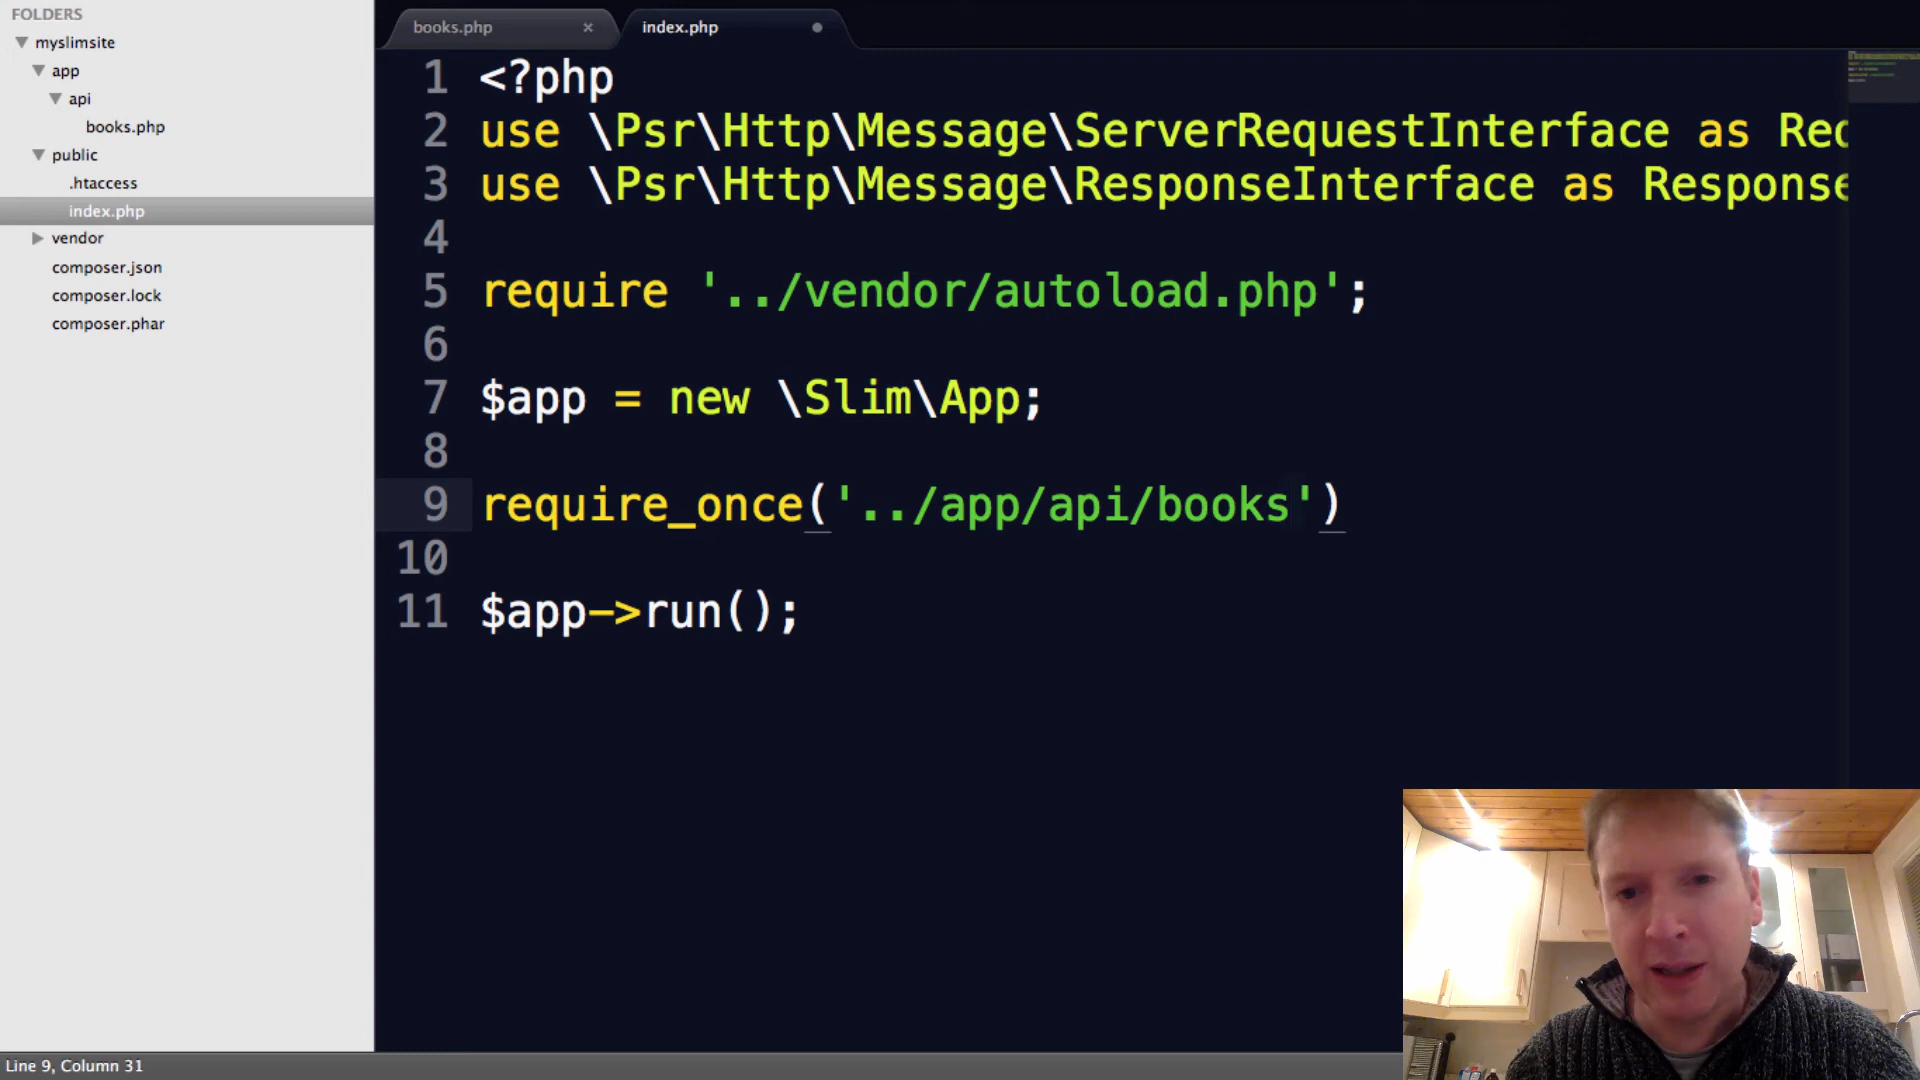 FOLDERS
myslimsite
app
api
books.php
public
.htaccess
index.php
vendor
composer.json
composer.lock
composer.phar
books.php ×
index.php
1 <?php
2 use \Psr\Http\Message\ServerRequestInterface as Req
3 use \Psr\Http\Message\ResponseInterface as Response
4
5 require '../vendor/autoload.php';
6
7 $app = new \Slim\App;
8
9 require_once('../app/api/books')
10
11 $app->run();
Line 9, Column 31